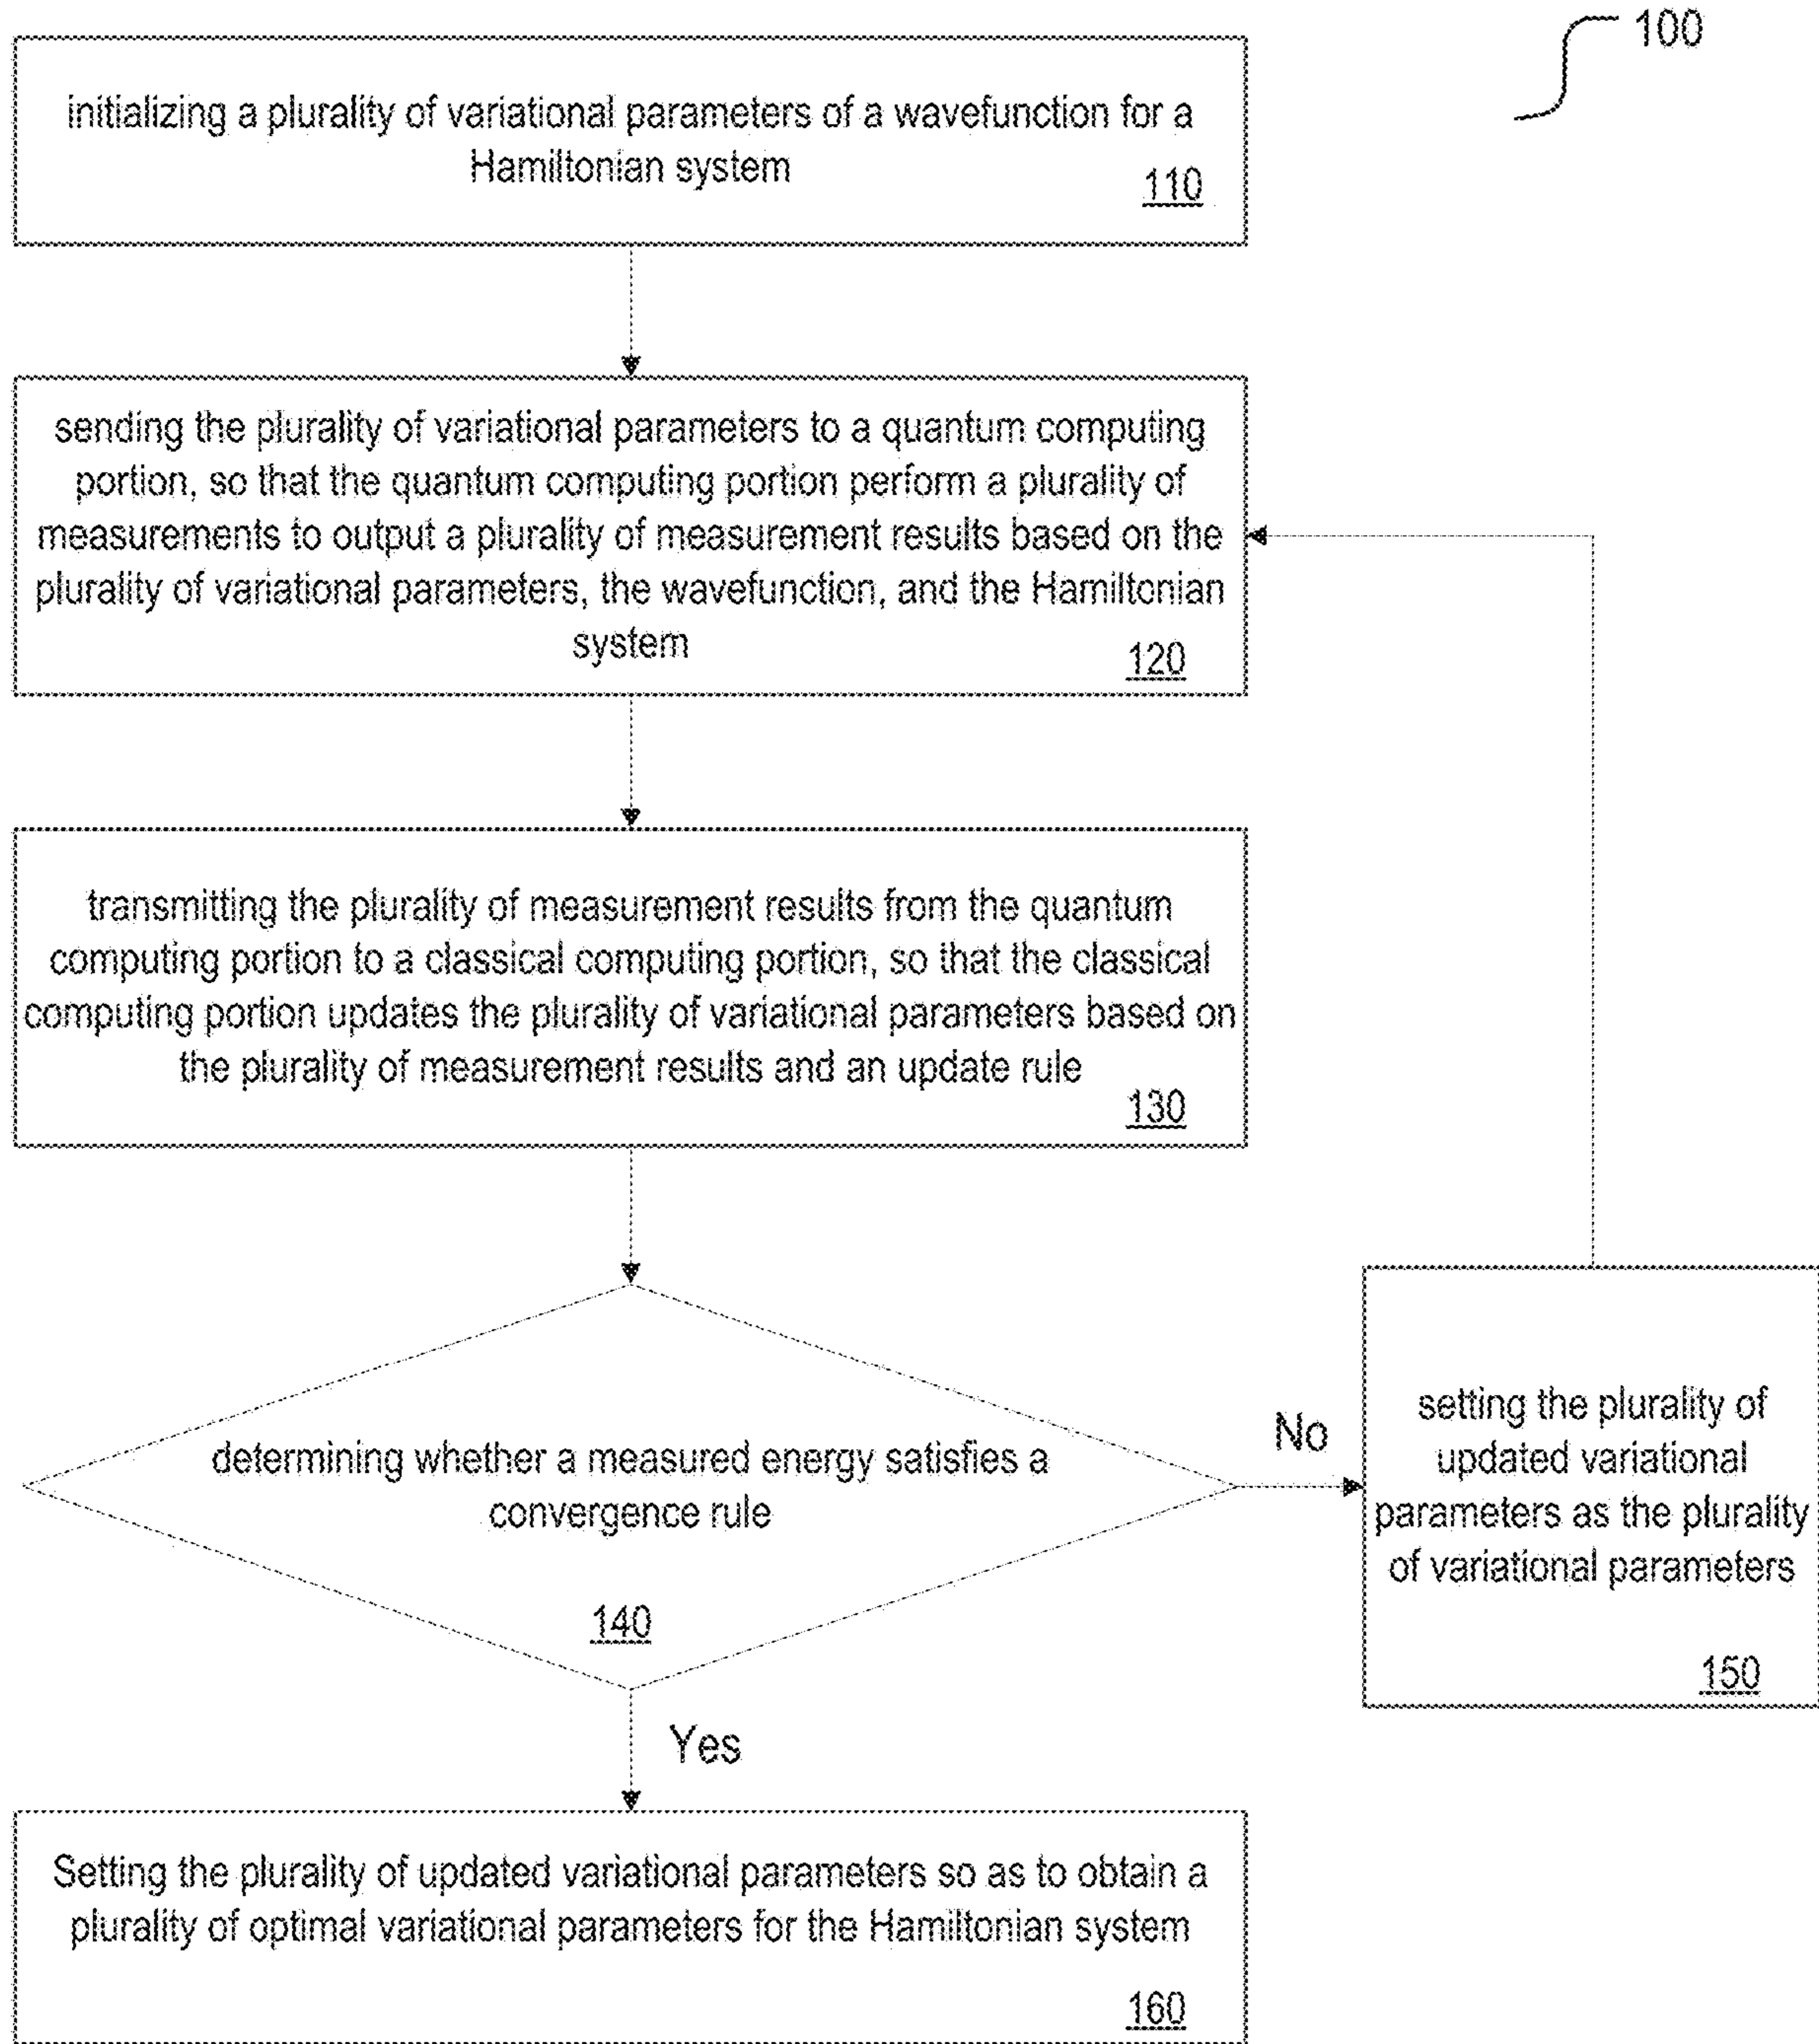 100
initializing a plurality of variational parameters of a wavefunction for a
Hamiltonian system
110
sending the plurality of variational parameters to a quantum computing
portion, so that the quantum computing portion perform a plurality of
measurements to output a plurality of measurement results based on the
plurality of variational parameters, the wavefunction, and the Hamiltonian
system
120
transmitting the plurality of measurement results from the quantum
computing portion to a classical computing portion, so that the classical
computing portion updates the plurality of variational parameters based on
the plurality of measurement results and an update rule
130
determining whether a measured energy satisfies a
convergence rule
140
No
setting the plurality of
updated variational
parameters as the plurality
of variational parameters
150
Yes
Setting the plurality of updated variational parameters so as to obtain a
plurality of optimal variational parameters for the Hamiltonian system
160